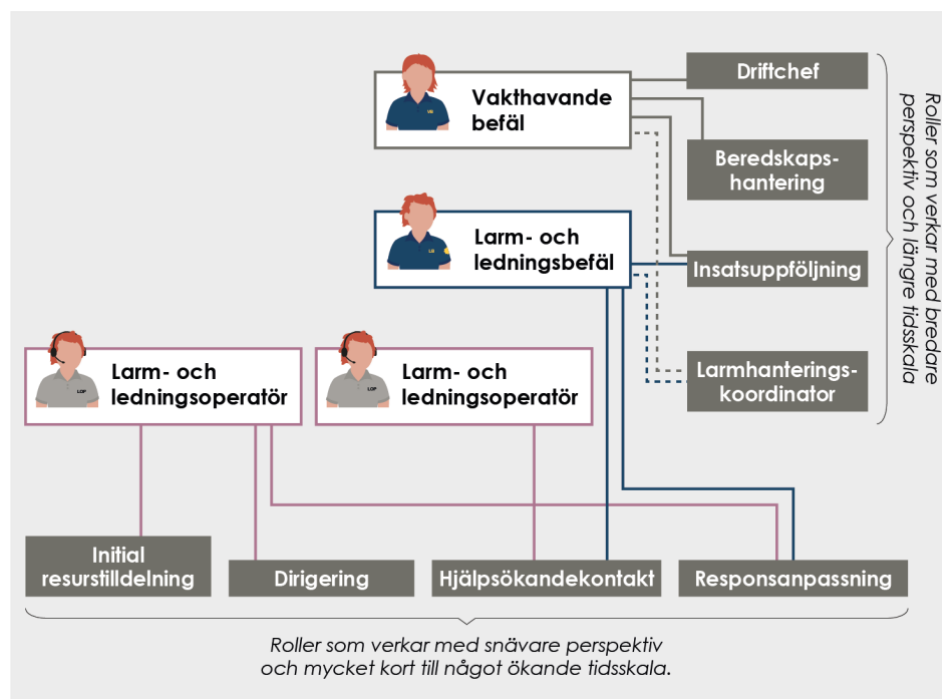 Vakthavande
befäl
Driftchef
Beredskaps-
hantering
Larm- och
ledningsbefäl
Insatsuppföljning
Larmhanterings-
koordinator
Roller som verkar med bredare
perspektiv och längre tidsskala
Larm- och
ledningsoperatör
LOP
Larm- och
ledningsoperatör
LOP
Initial
resurstilldelning
Dirigering
Hjälpsökandekontakt
Responsanpassning
Roller som verkar med snävare perspektiv
och mycket kort till något ökande tidsskala.